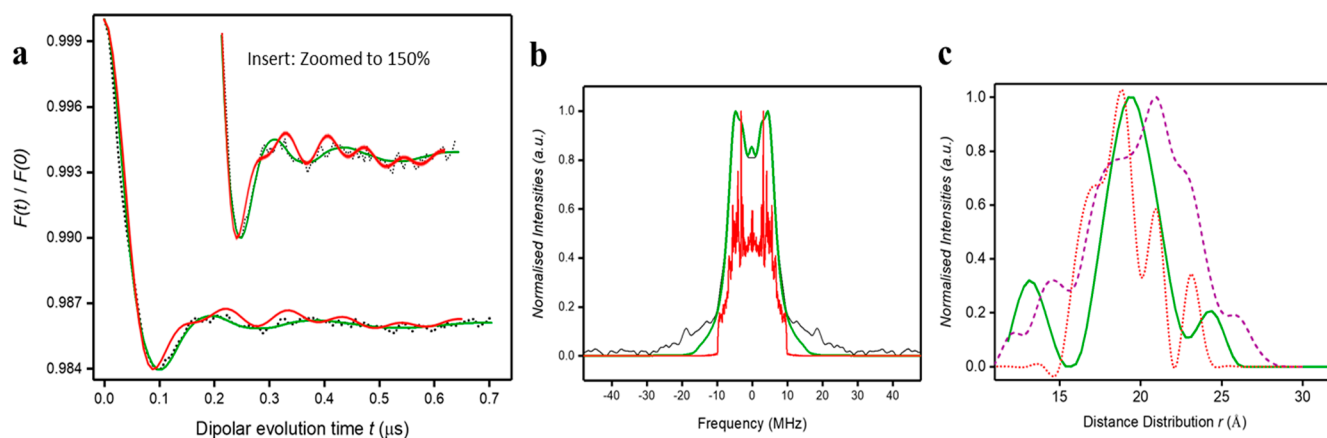 a
F(t) / F(0)
0.999
0.996
0.993
0.990
0.987
0.984
Insert: Zoomed to 150%
0.0 0.1 0.2 0.3 0.4 0.5 0.6 0.7
Dipolar evolution time t (µs)
b
Normalised Intensities (a.u.)
1.0
0.8
0.6
0.4
0.2
0.0
-40 -30 -20 -10 0 10 20 30 40
Frequency (MHz)
c
Normalised Intensities (a.u.)
1.0
0.8
0.6
0.4
0.2
0.0
15 20 25 30
Distance Distribution r (Å)